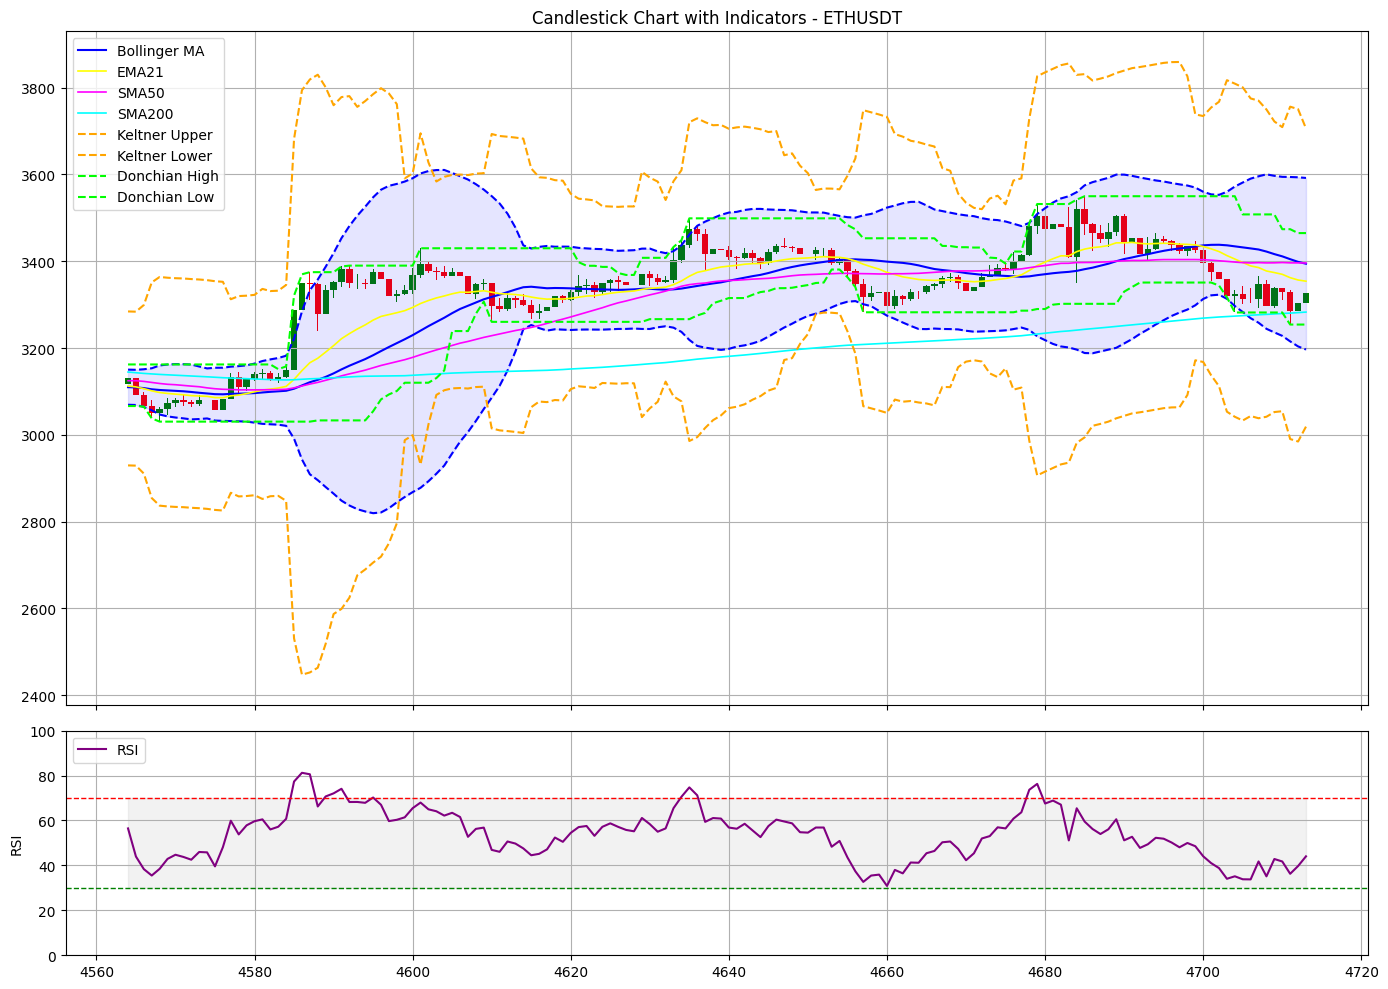 Candlestick Chart with Indicators - ETHUSDT
Bollinger MA
EMA21
SMA50
SMA200
Keltner Upper
Keltner Lower
Donchian High
Donchian Low
3800
3600
3400
3200
3000
2800
2600
2400
RSI
100
80
60
40
20
0
RSI
4560 4580 4600 4620 4640 4660 4680 4700 4720